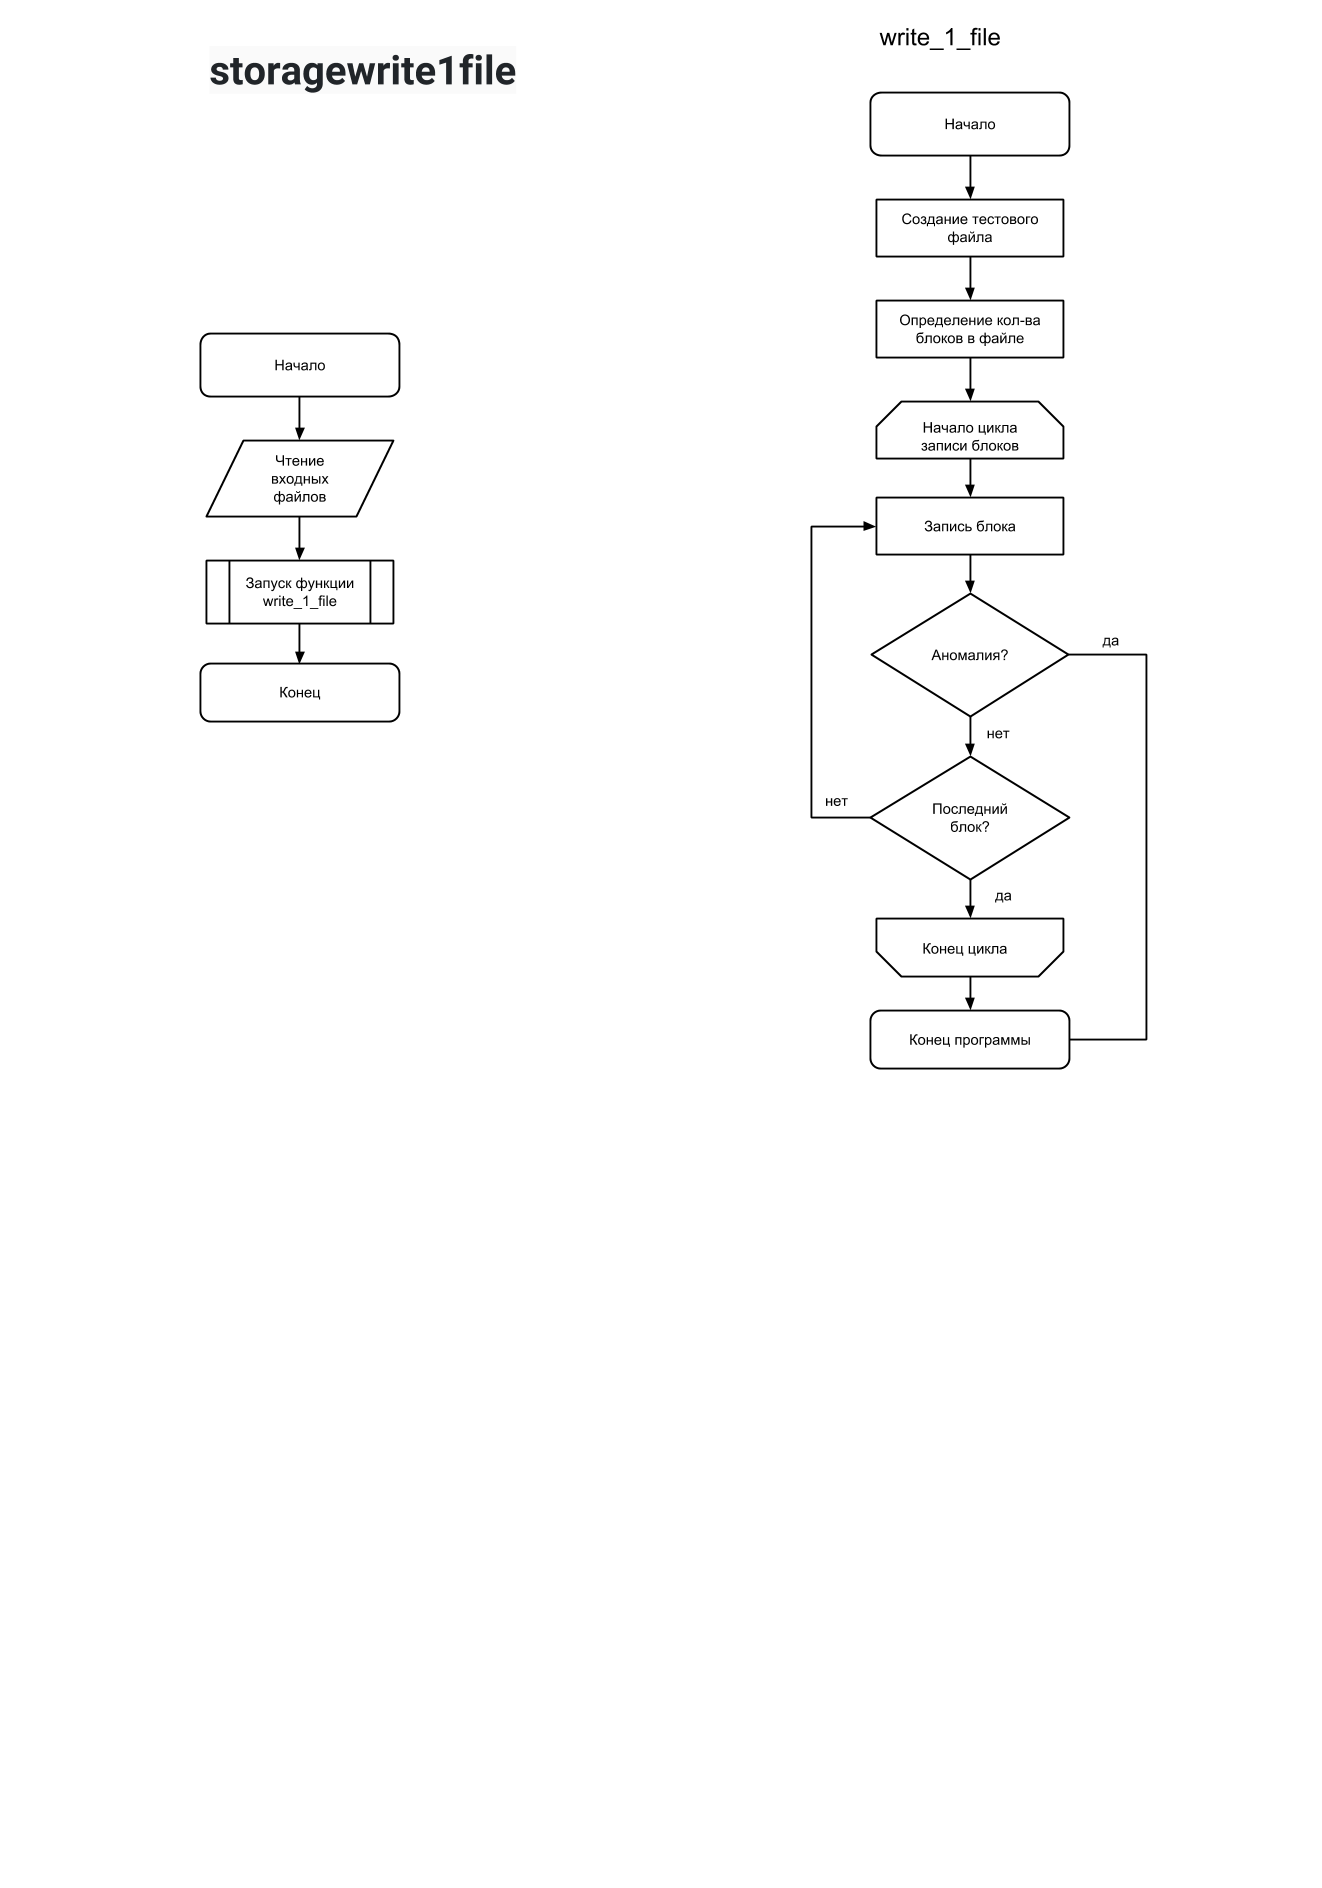 storagewrite1file
Начало
Чтение
входных
файлов
Запуск функции
write_1_file
Конец
write_1_file
Начало
Создание тестового
файла
Определение кол-ва
блоков в файле
Начало цикла
записи блоков
Запись блока
Аномалия?
да
нет
Последний
блок?
нет
да
Конец цикла
Конец программы